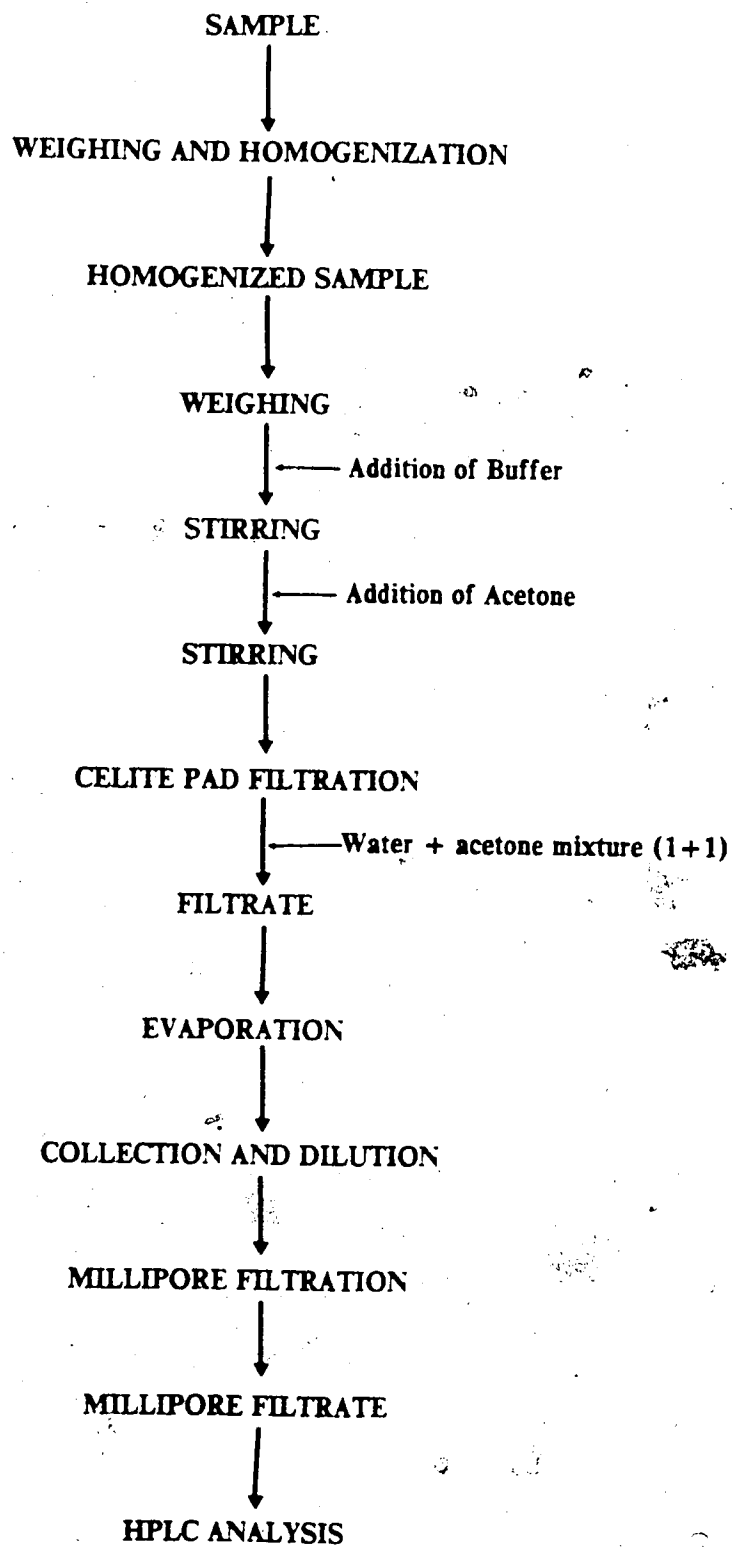 SAMPLE
WEIGHING AND HOMOGENIZATION
HOMOGENIZED SAMPLE
WEIGHING
Addition of Buffer
STIRRING
Addition of Acetone
STIRRING
CELITE PAD FILTRATION
Water + acetone mixture (1+1)
FILTRATE
EVAPORATION
COLLECTION AND DILUTION
MILLIPORE FILTRATION
MILLIPORE FILTRATE
HPLC ANALYSIS